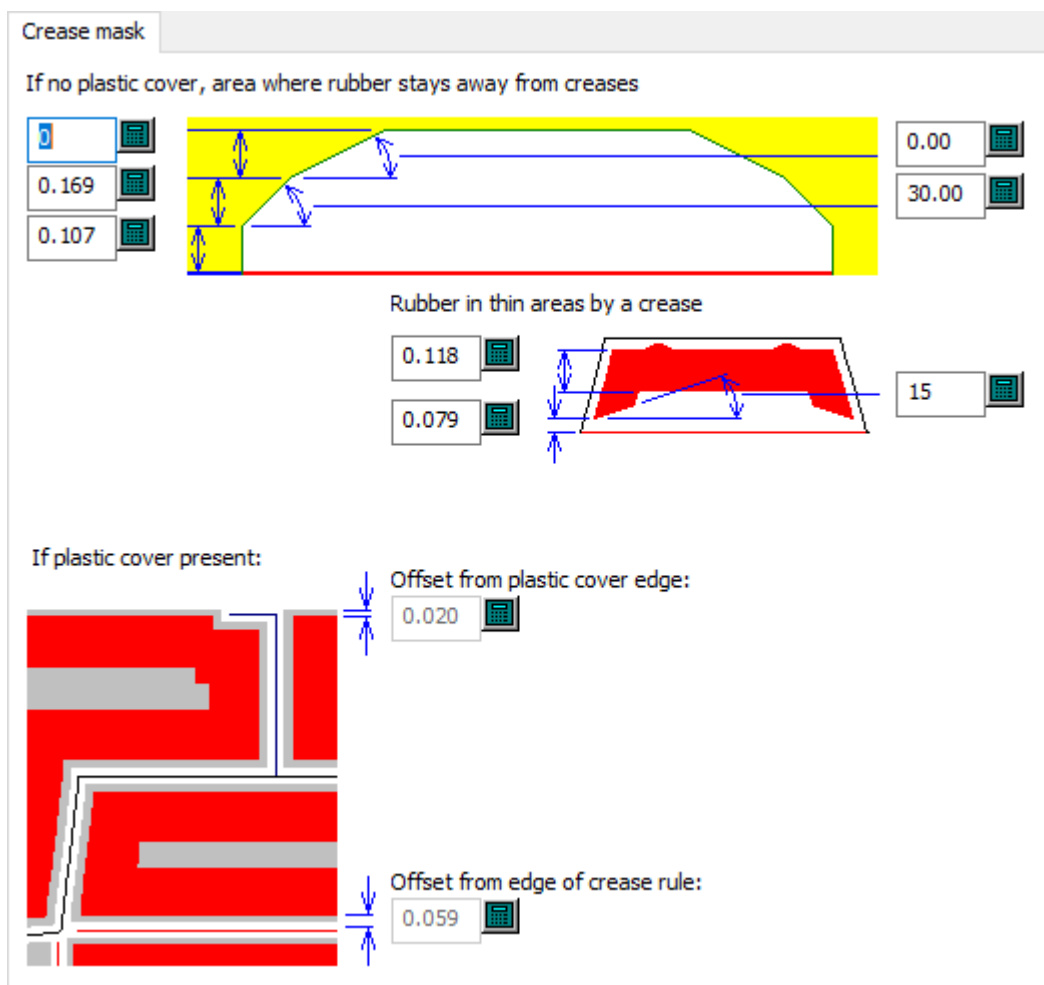 Crease mask
If no plastic cover, area where rubber stays away from creases
0
0.169
0.107
0.00
30.00
Rubber in thin areas by a crease
0.118
0.079
15
If plastic cover present:
Offset from plastic cover edge:
0.020
Offset from edge of crease rule:
0.059